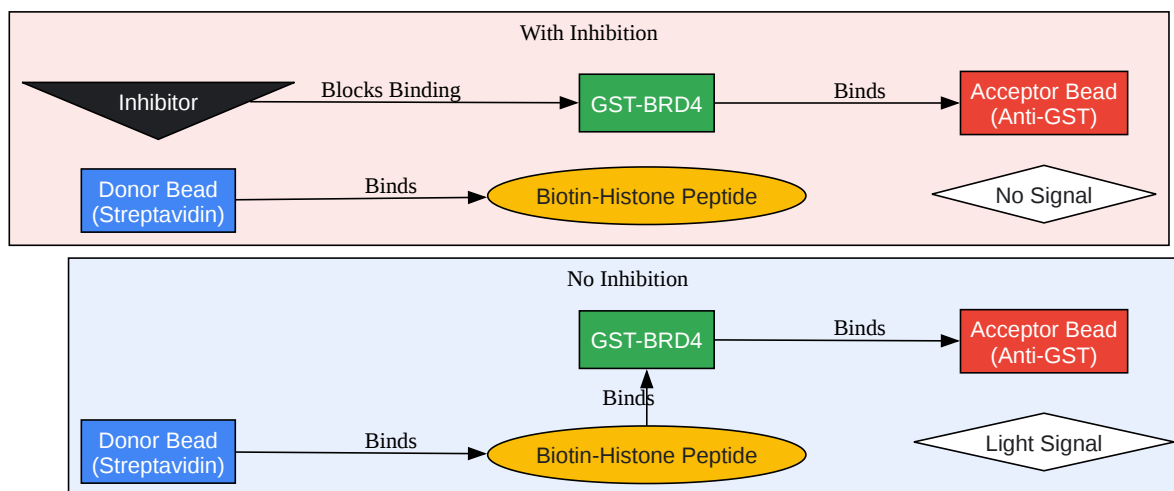 With Inhibition
Inhibitor
Blocks Binding
GST-BRD4
Binds
Acceptor Bead
(Anti-GST)
Donor Bead
(Streptavidin)
Binds
Biotin-Histone Peptide
No Signal
No Inhibition
GST-BRD4
Binds
Acceptor Bead
(Anti-GST)
Binds
Donor Bead
(Streptavidin)
Binds
Biotin-Histone Peptide
Light Signal